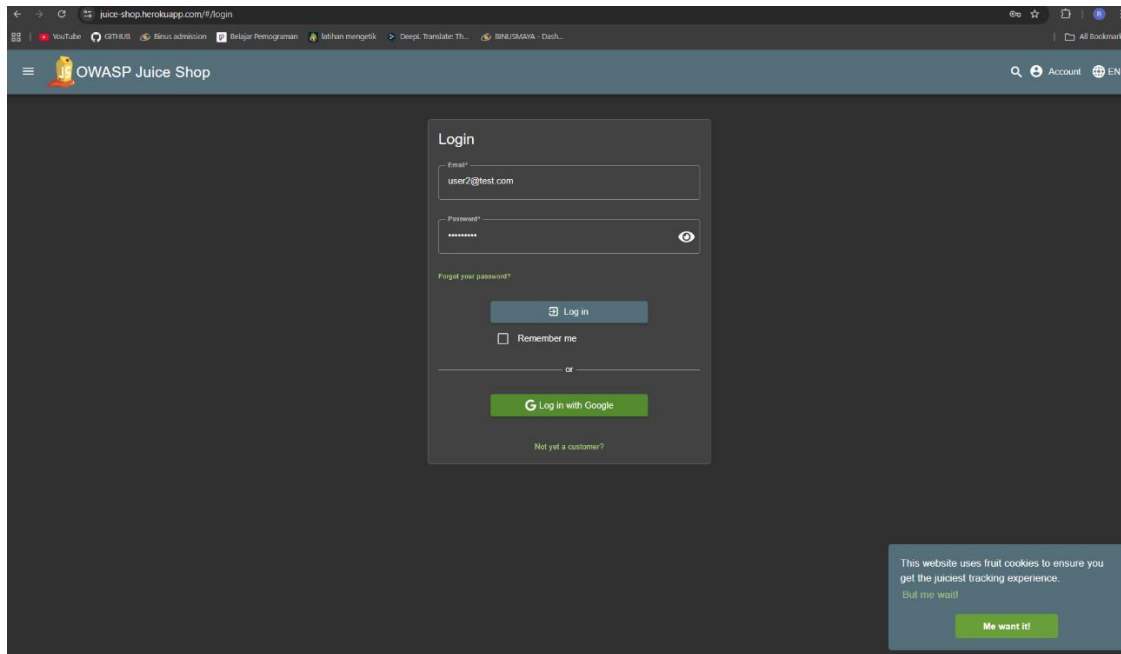 juice-shop.herokuapp.com/#/login
R
YouTube GITHUB Binus admission Belajar Pemograman latihan mengetik DeepL Translate: Th... BINUSMAYA - Dash... All Bookmark
OWASP Juice Shop Account EN
Login
Email*
user2@test.com
Password*
•••••••••
Forgot your password?
Log in
Remember me
or
G Log in with Google
Not yet a customer?
This website uses fruit cookies to ensure you
get the juiciest tracking experience.
But me wait!
Me want it!